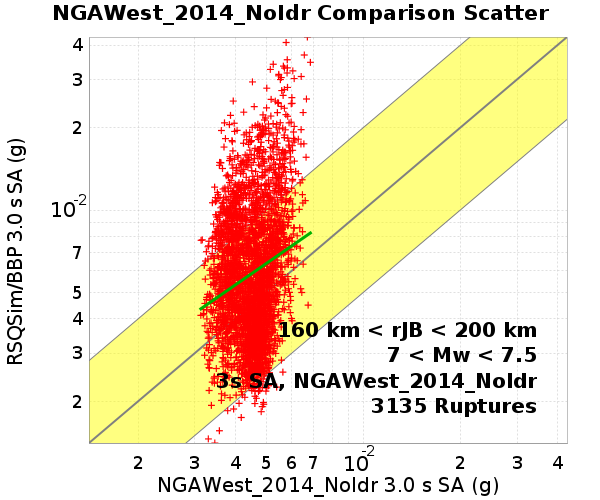 NGAWest_2014_NoIdr Comparison Scatter
4
3
2
10⁻²
7
5
4
3
2
RSQSim/BBP 3.0 s SA (g)
160 km < rJB < 200 km
7 < Mw < 7.5
3s SA, NGAWest_2014_NoIdr
3135 Ruptures
2 3 4 5 6 7 10⁻² 2 3 4
NGAWest_2014_NoIdr 3.0 s SA (g)